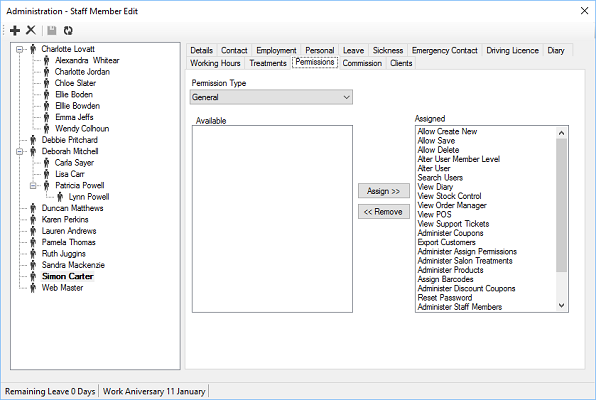 Administration - Staff Member Edit
Charlotte Lovatt
Alexandra Whitear
Charlotte Jordan
Chloe Slater
Ellie Boden
Elllie Bowden
Emma Jeffs
Wendy Calhoun
Debbie Pritchard
Deborah Mitchell
Carla Sayer
Lisa Carr
Patricia Powell
Lynn Powell
Duncan Matthews
Karen Perkins
Lauren Andrews
Pamela Thomas
Ruth Juggins
Sandra Mackenzie
Simon Carter
Web Master
Details Contact Employment Personal Leave Sickness Emergency Contact Driving Licence Diary
Working Hours Treatments Permissions Commission Clients
Permission Type
General
Available
Assign >>
<< Remove
Assigned
Allow Create New
Allow Save
Allow Delete
Alter User Member Level
Alter User
Search Users
View Diary
View Stock Control
View Order Manager
View POS
View Support Tickets
Administer Coupons
Export Customers
Administer Assign Permissions
Administer Salon Treatments
Administer Products
Assign Barcodes
Administer Discount Coupons
Reset Password
Administer Staff Members
Remaining Leave 0 Days Work Aniversary 11 January